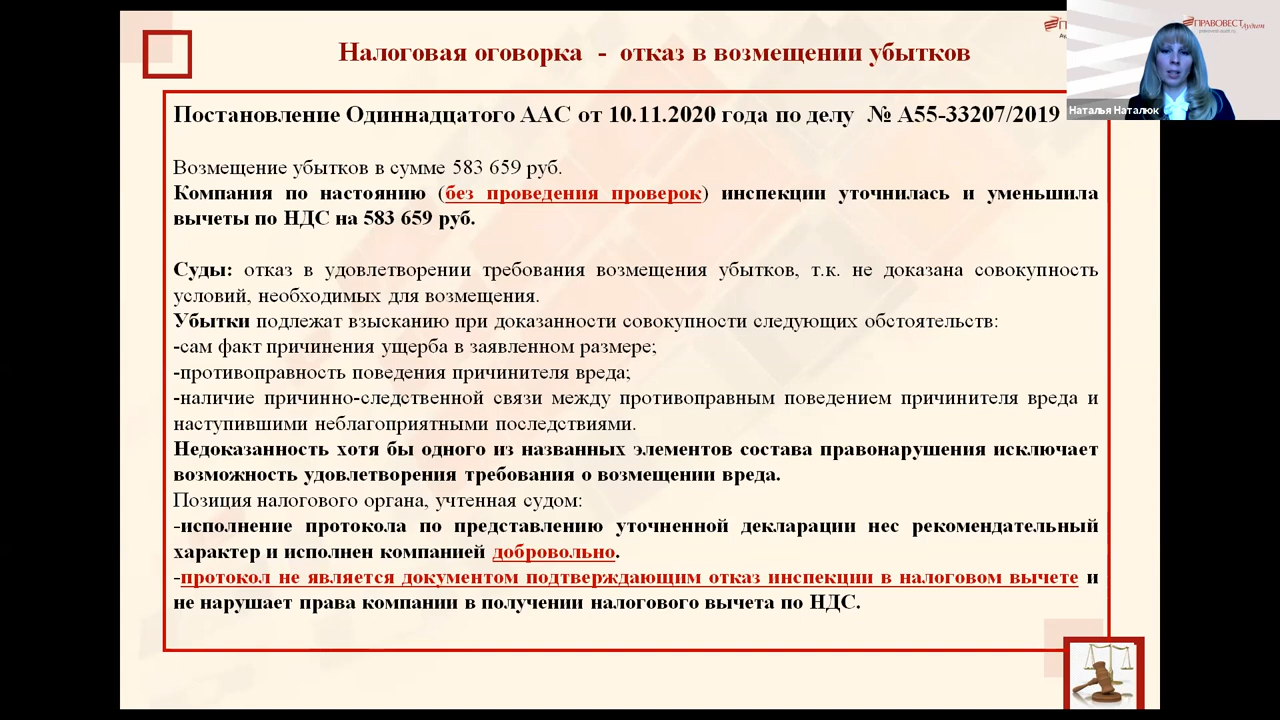 Налоговая оговорка - отказ в возмещении убытков
ПРАВОВЕСТ Аудит
pravovest-audit.ru
Наталья Наталюк
Постановление Одиннадцатого ААС от 10.11.2020 года по делу № А55-33207/2019
Возмещение убытков в сумме 583 659 руб.
Компания по настоянию (без проведения проверок) инспекции уточнилась и уменьшила
вычеты по НДС на 583 659 руб.
Суды: отказ в удовлетворении требования возмещения убытков, т.к. не доказана совокупность
условий, необходимых для возмещения.
Убытки подлежат взысканию при доказанности совокупности следующих обстоятельств:
-сам факт причинения ущерба в заявленном размере;
-противоправность поведения причинителя вреда;
-наличие причинно-следственной связи между противоправным поведением причинителя вреда и
наступившими неблагоприятными последствиями.
Недоказанность хотя бы одного из названных элементов состава правонарушения исключает
возможность удовлетворения требования о возмещении вреда.
Позиция налогового органа, учтенная судом:
-исполнение протокола по представлению уточненной декларации нес рекомендательный
характер и исполнен компанией добровольно.
-протокол не является документом подтверждающим отказ инспекции в налоговом вычете и
не нарушает права компании в получении налогового вычета по НДС.